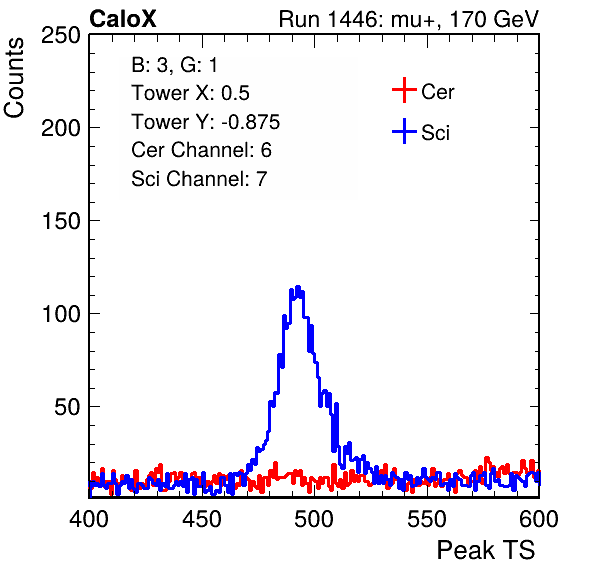 CaloX Run 1446: mu+, 170 GeV
Counts
250
200
150
100
50
B: 3, G: 1
Tower X: 0.5
Tower Y: -0.875
Cer Channel: 6
Sci Channel: 7
Cer
Sci
400 450 500 550 600
Peak TS